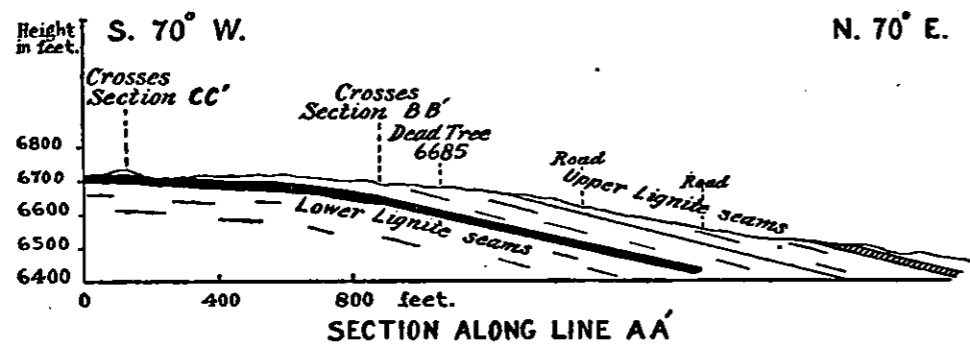 Height
in feet.
S. 70° W.
N. 70° E.
Crosses
Section CC'
Crosses
Section BB'
Dead Tree
6685
Road
Road
Upper Lignite seams
Lower Lignite seams
6800
6700
6600
6500
6400
0 400 800 feet.
SECTION ALONG LINE AA'